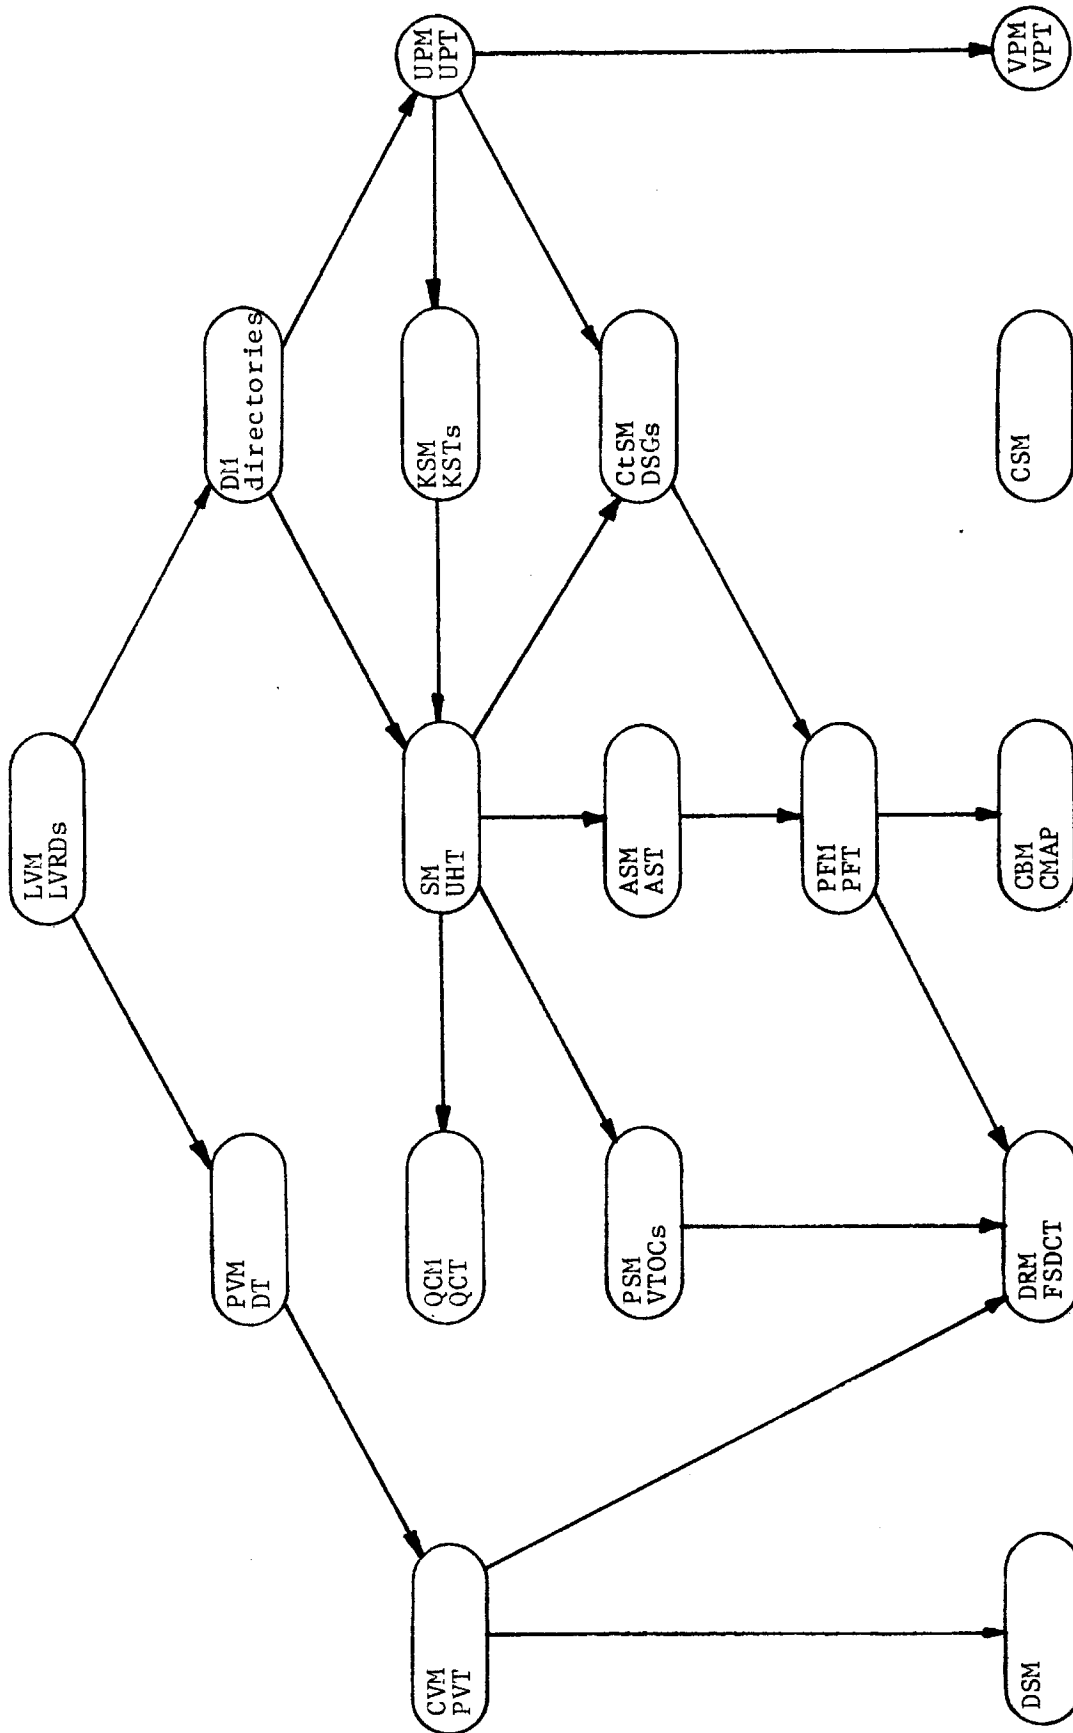 LVM
LVRDs
PVM
DT
DM
directories
CVM
PVT
QCM
QCT
SM
UHT
KSM
KSTs
UPM
UPT
PSM
VTOCs
ASM
AST
CtSM
DSGs
PFM
PFT
DSM
DRM
FSDCT
CBM
CMAP
CSM
VPM
VPT